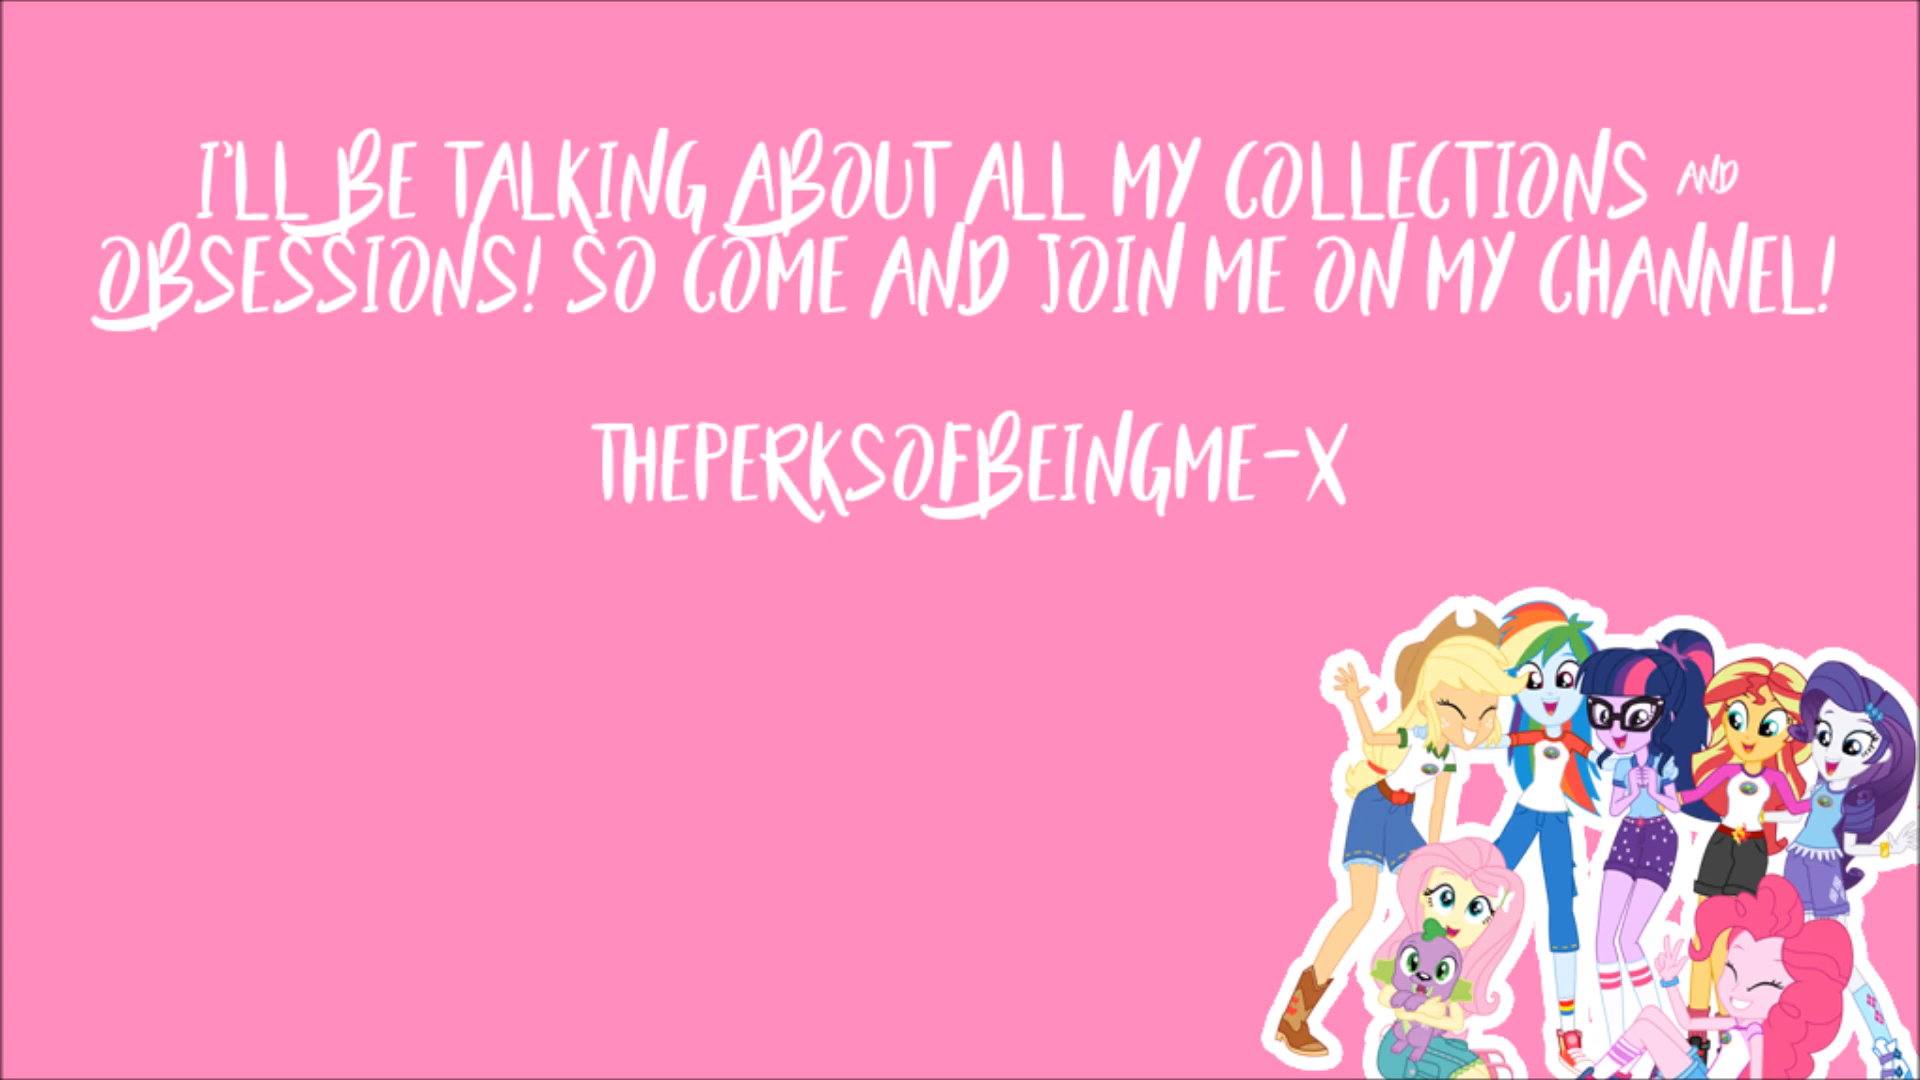 I'LL BE TALKING ABOUT ALL MY COLLECTIONS AND
OBSESSIONS! SO COME AND JOIN ME ON MY CHANNEL!
THEPERKSOFBEINGME-X